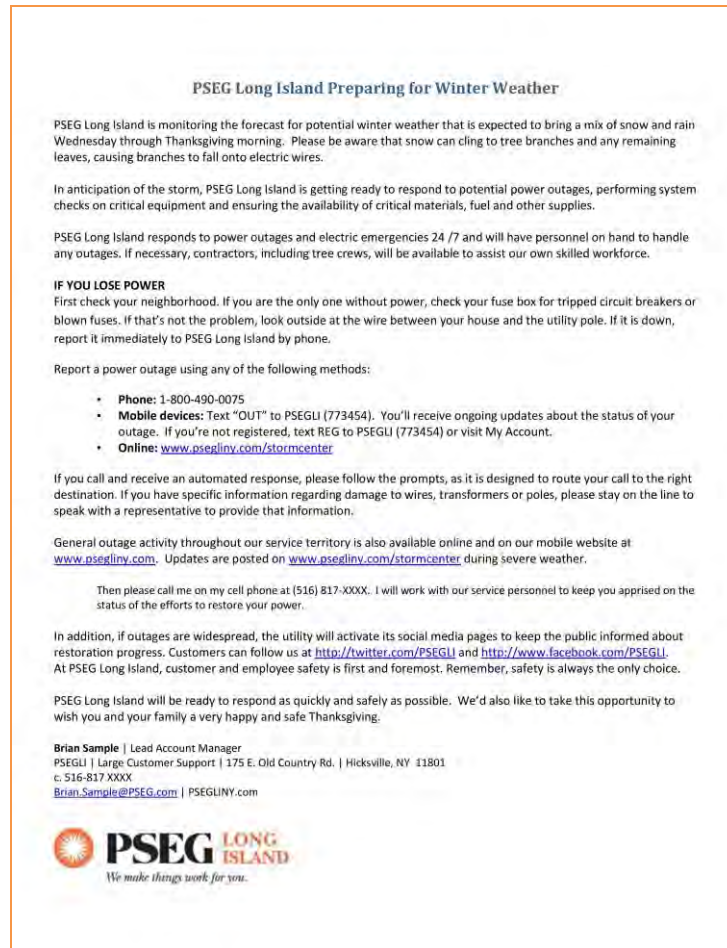 PSEG Long Island Preparing for Winter Weather
PSEG Long Island is monitoring the forecast for potential winter weather that is expected to bring a mix of snow and rain
Wednesday through Thanksgiving morning.  Please be aware that snow can cling to tree branches and any remaining
leaves, causing branches to fall onto electric wires.
In anticipation of the storm, PSEG Long Island is getting ready to respond to potential power outages, performing system
checks on critical equipment and ensuring the availability of critical materials, fuel and other supplies.
PSEG Long Island responds to power outages and electric emergencies 24 /7 and will have personnel on hand to handle
any outages. If necessary, contractors, including tree crews, will be available to assist our own skilled workforce.
IF YOU LOSE POWER
First check your neighborhood. If you are the only one without power, check your fuse box for tripped circuit breakers or
blown fuses. If that's not the problem, look outside at the wire between your house and the utility pole. If it is down,
report it immediately to PSEG Long Island by phone.
Report a power outage using any of the following methods:
• Phone: 1-800-490-0075
• Mobile devices: Text "OUT" to PSEGLI (773454).  You'll receive ongoing updates about the status of your
outage.  If you're not registered, text REG to PSEGLI (773454) or visit My Account.
• Online: www.psegliny.com/stormcenter
If you call and receive an automated response, please follow the prompts, as it is designed to route your call to the right
destination. If you have specific information regarding damage to wires, transformers or poles, please stay on the line to
speak with a representative to provide that information.
General outage activity throughout our service territory is also available online and on our mobile website at
www.psegliny.com.  Updates are posted on www.psegliny.com/stormcenter during severe weather.
Then please call me on my cell phone at (516) 817-XXXX.  I will work with our service personnel to keep you apprised on the
status of the efforts to restore your power.
In addition, if outages are widespread, the utility will activate its social media pages to keep the public informed about
restoration progress. Customers can follow us at http://twitter.com/PSEGLI and http://www.facebook.com/PSEGLI.
At PSEG Long Island, customer and employee safety is first and foremost. Remember, safety is always the only choice.
PSEG Long Island will be ready to respond as quickly and safely as possible.  We'd also like to take this opportunity to
wish you and your family a very happy and safe Thanksgiving.
Brian Sample | Lead Account Manager
PSEGLI | Large Customer Support | 175 E. Old Country Rd. | Hicksville, NY  11801
c. 516-817 XXXX
Brian.Sample@PSEG.com | PSEGLINY.com
PSEG LONG ISLAND
We make things work for you.